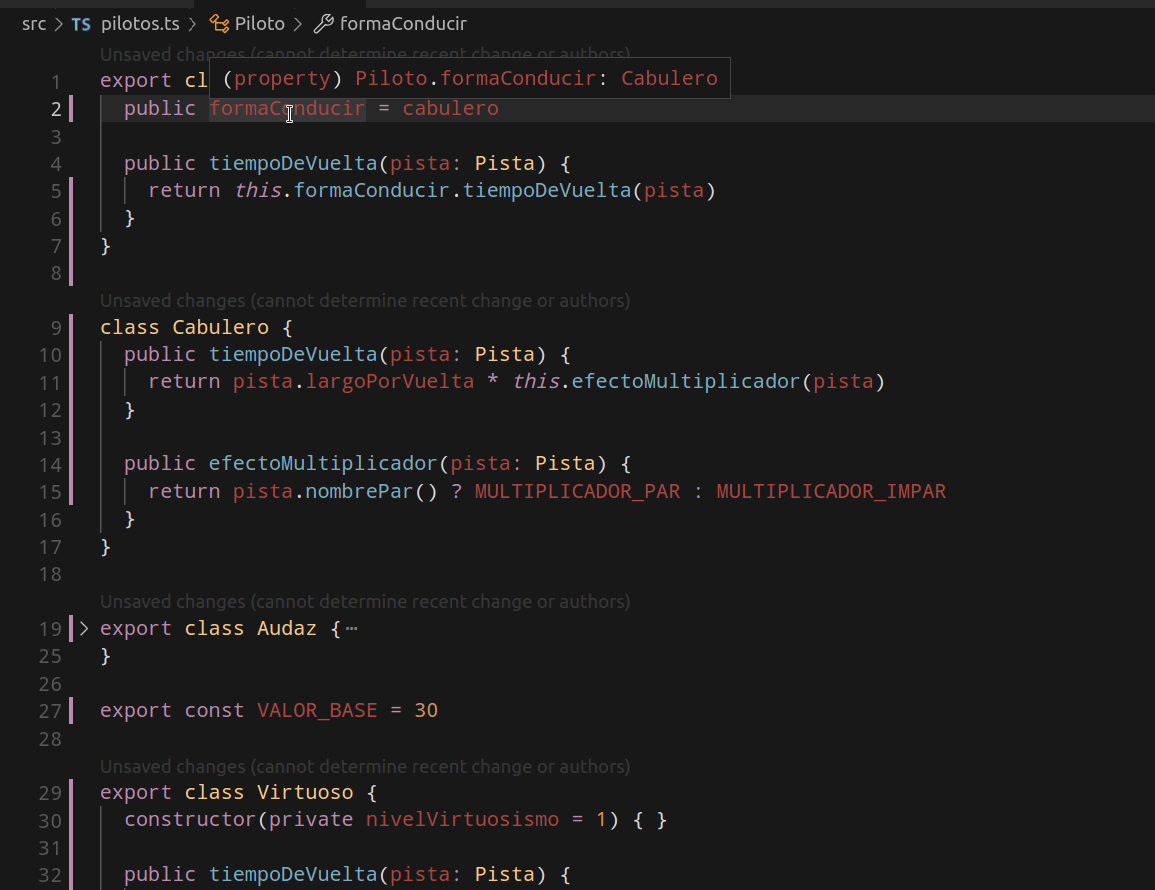 src > TS pilotos.ts > Piloto > formaConducir
Unsaved changes (cannot determine recent change or authors)
1 export cl
(property) Piloto.formaConducir: Cabulero
2 public formaConducir = cabulero
3
4 public tiempoDeVuelta(pista: Pista) {
5 return this.formaConducir.tiempoDeVuelta(pista)
6 }
7 }
8
Unsaved changes (cannot determine recent change or authors)
9 class Cabulero {
10 public tiempoDeVuelta(pista: Pista) {
11 return pista.largoPorVuelta * this.efectoMultiplicador(pista)
12 }
13
14 public efectoMultiplicador(pista: Pista) {
15 return pista.nombrePar() ? MULTIPLICADOR_PAR : MULTIPLICADOR_IMPAR
16 }
17 }
18
Unsaved changes (cannot determine recent change or authors)
19 > export class Audaz {⋯
25 }
26
27 export const VALOR_BASE = 30
28
Unsaved changes (cannot determine recent change or authors)
29 export class Virtuoso {
30 constructor(private nivelVirtuosismo = 1) { }
31
32 public tiempoDeVuelta(pista: Pista) {